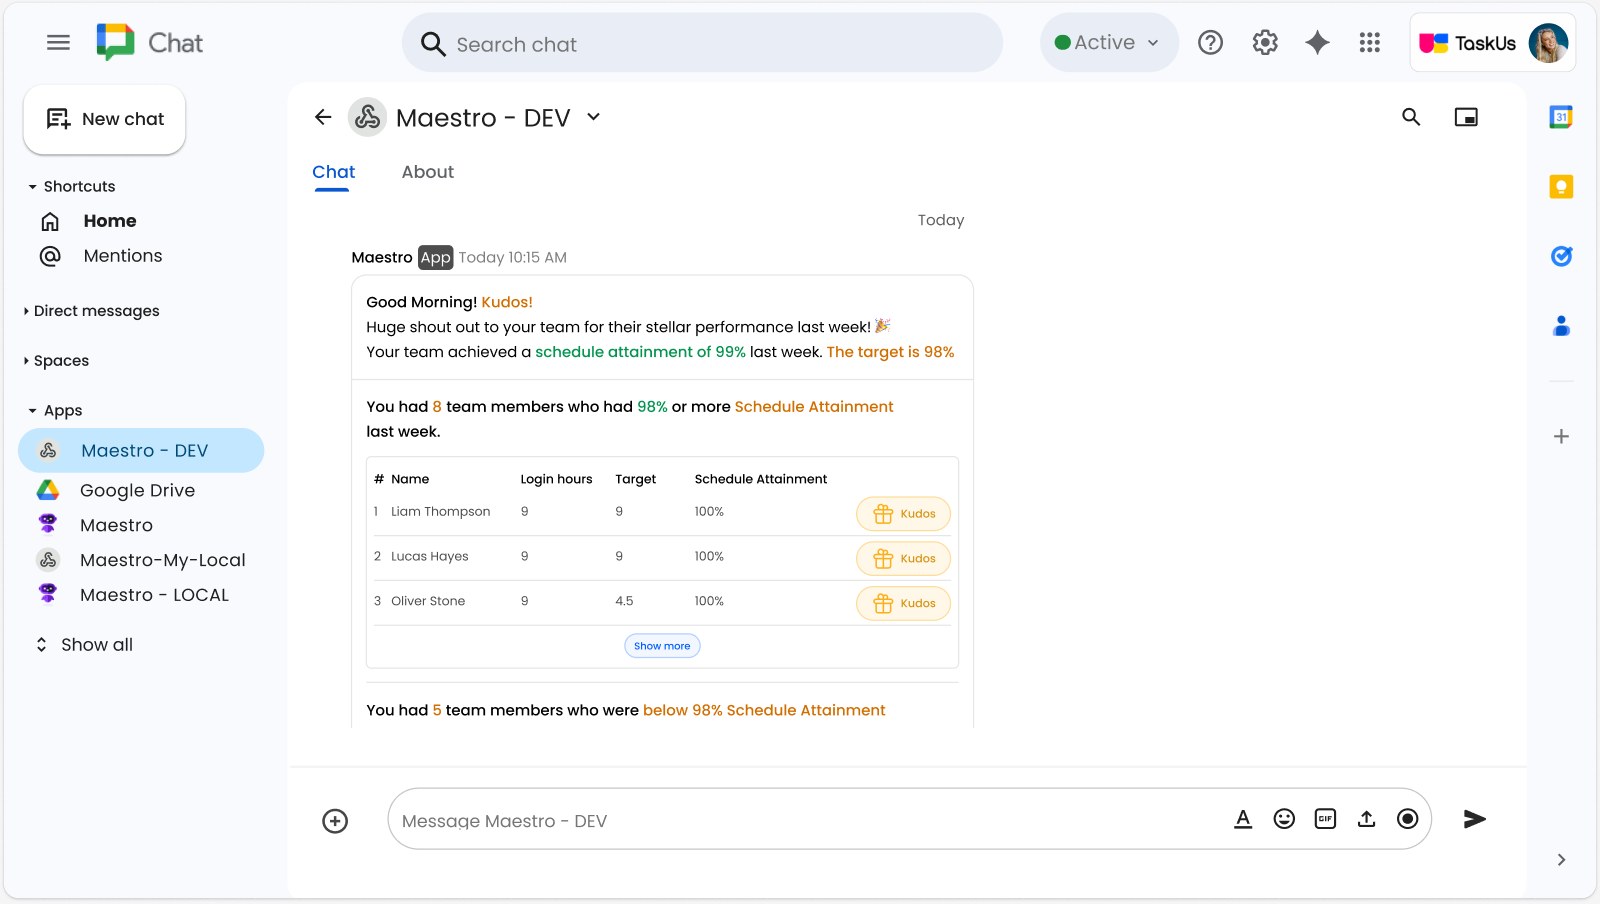 Chat
Search chat
Active
TaskUs
New chat
Shortcuts
Home
Mentions
Direct messages
Spaces
Apps
Maestro - DEV
Google Drive
Maestro
Maestro-My-Local
Maestro - LOCAL
Show all
Maestro - DEV
Chat About
Today
Maestro App Today 10:15 AM
Good Morning! Kudos!
Huge shout out to your team for their stellar performance last week! 🎉
Your team achieved a schedule attainment of 99% last week. The target is 98%
You had 8 team members who had 98% or more Schedule Attainment
last week.
# Name Login hours Target Schedule Attainment
1 Liam Thompson 9 9 100% Kudos
2 Lucas Hayes 9 9 100% Kudos
3 Oliver Stone 9 4.5 100% Kudos
Show more
You had 5 team members who were below 98% Schedule Attainment
Message Maestro - DEV
GIF
31